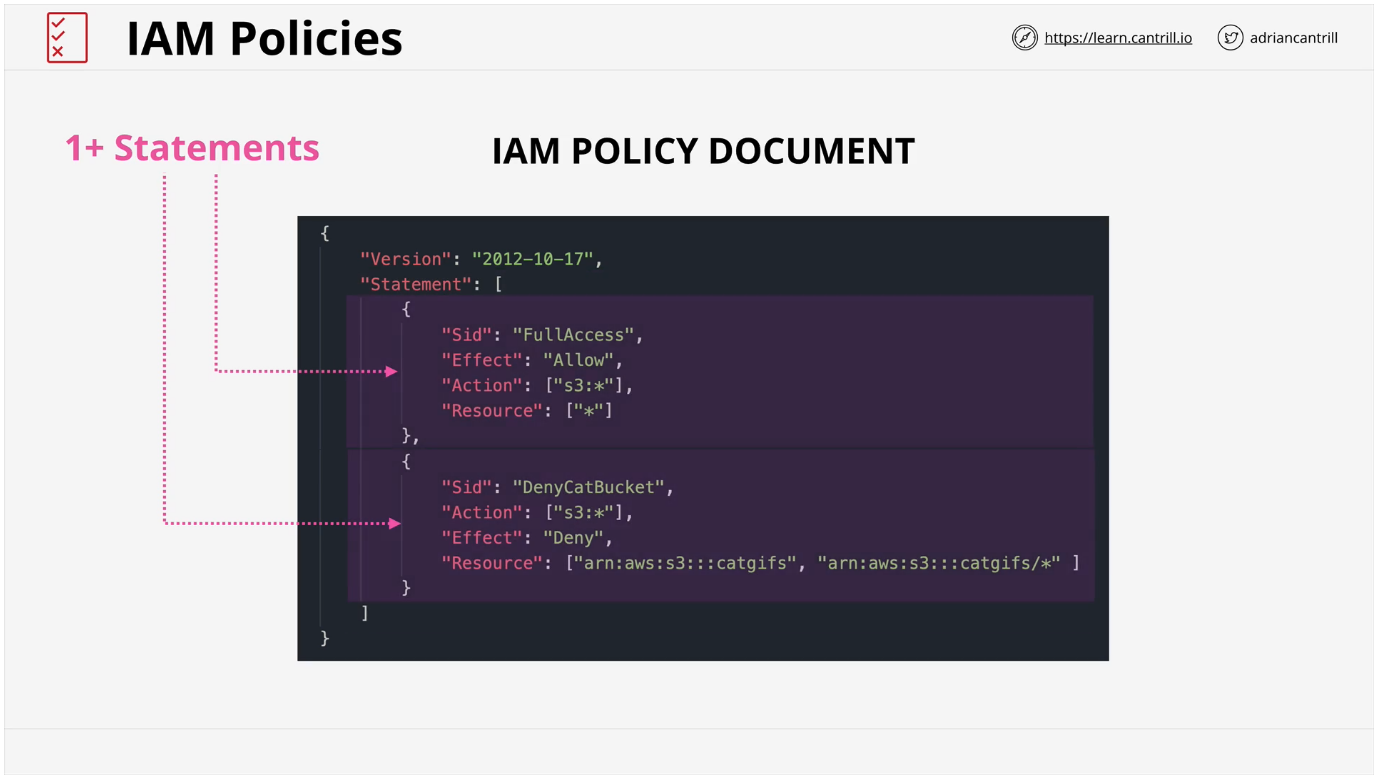 IAM Policies
https://learn.cantrill.io
adriancantrill
1+ Statements
IAM POLICY DOCUMENT
{
"Version": "2012-10-17",
"Statement": [
{
"Sid": "FullAccess",
"Effect": "Allow",
"Action": ["s3:*"],
"Resource": ["*"]
},
{
"Sid": "DenyCatBucket",
"Action": ["s3:*"],
"Effect": "Deny",
"Resource": ["arn:aws:s3:::catgifs", "arn:aws:s3:::catgifs/*" ]
}
]
}